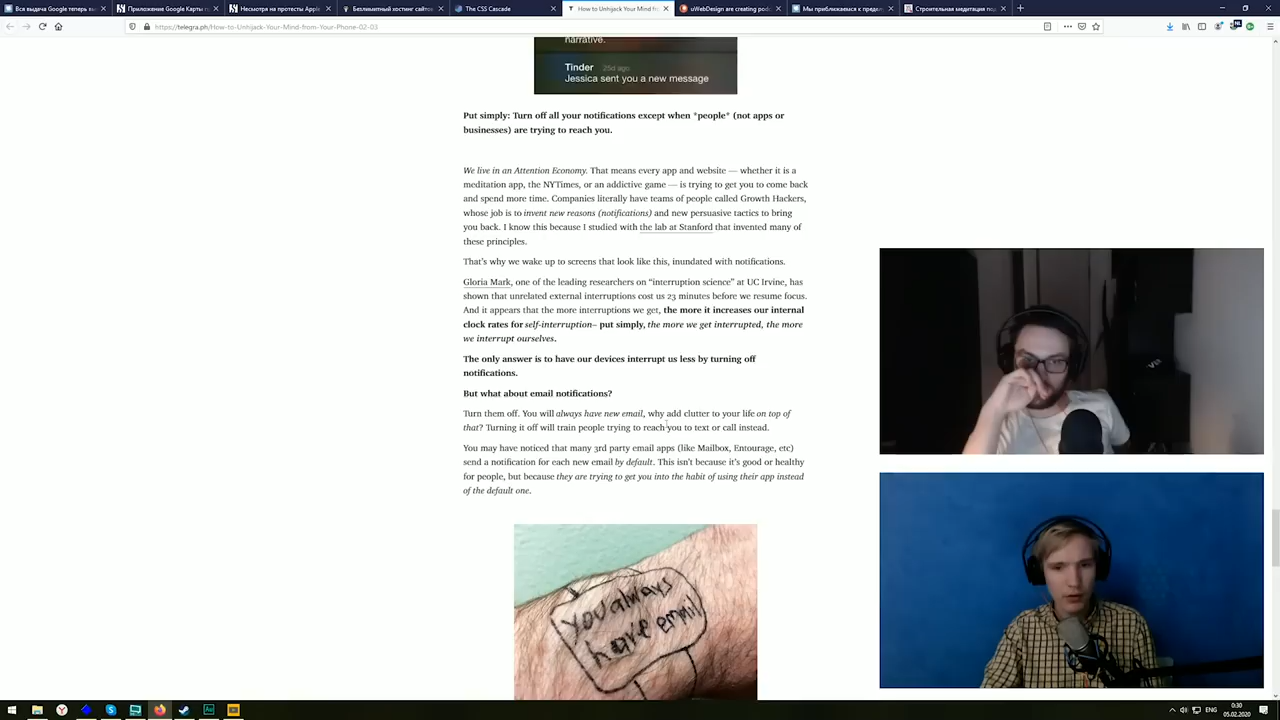 Вся выдача Google теперь вы
Приложение Google Карты по
Несмотря на протесты Apple
Безлимитный хостинг сайтов
The CSS Cascade
How to Unhijack Your Mind fro
uWebDesign are creating podc
Мы приближаемся к предел
Строительная медитация под
https://telegra.ph/How-to-Unhijack-Your-Mind-from-Your-Phone-02-03
narrative.
Tinder 25d ago
Jessica sent you a new message
Put simply: Turn off all your notifications except when *people* (not apps or
businesses) are trying to reach you.
We live in an Attention Economy. That means every app and website — whether it is a
meditation app, the NYTimes, or an addictive game — is trying to get you to come back
and spend more time. Companies literally have teams of people called Growth Hackers,
whose job is to invent new reasons (notifications) and new persuasive tactics to bring
you back. I know this because I studied with the lab at Stanford that invented many of
these principles.
That's why we wake up to screens that look like this, inundated with notifications.
Gloria Mark, one of the leading researchers on “interruption science” at UC Irvine, has
shown that unrelated external interruptions cost us 23 minutes before we resume focus.
And it appears that the more interruptions we get, the more it increases our internal
clock rates for self-interruption– put simply, the more we get interrupted, the more
we interrupt ourselves.
The only answer is to have our devices interrupt us less by turning off
notifications.
But what about email notifications?
Turn them off. You will always have new email, why add clutter to your life on top of
that? Turning it off will train people trying to reach you to text or call instead.
You may have noticed that many 3rd party email apps (like Mailbox, Entourage, etc)
send a notification for each new email by default. This isn't because it's good or healthy
for people, but because they are trying to get you into the habit of using their app instead
of the default one.
you always
have email
ENG
0:30
05.02.2020